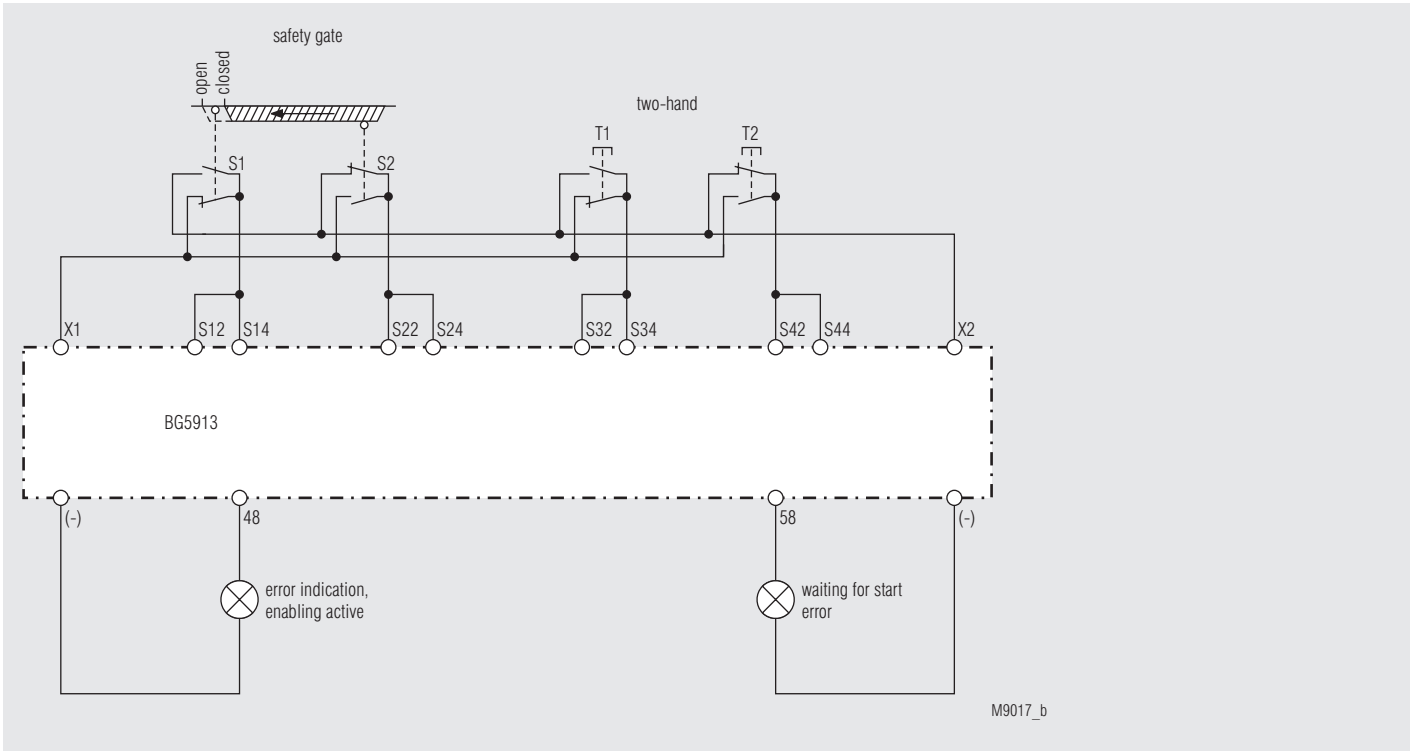 safety gate
open
closed
two-hand
T1
T2
S1
S2
X1
S12
S14
S22
S24
S32
S34
S42
S44
X2
BG5913
(-)
48
58
(-)
error indication,
enabling active
waiting for start
error
M9017_b